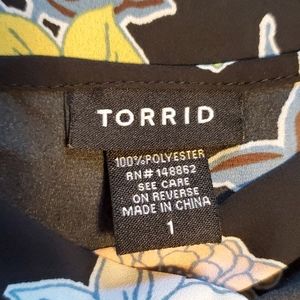 TORRID
100%POLYESTER
RN#148862
SEE CARE
ON REVERSE
MADE IN CHINA
1